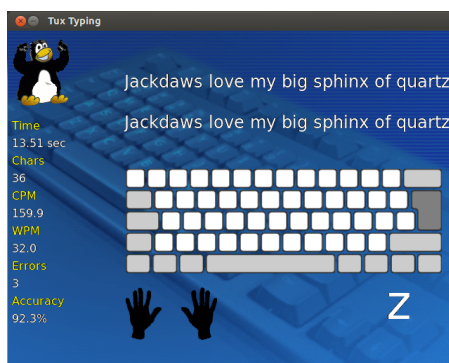 Tux Typing
Jackdaws love my big sphinx of quartz
Jackdaws love my big sphinx of quartz
Time
13.51 sec
Chars
36
CPM
159.9
WPM
32.0
Errors
3
Accuracy
92.3%
z